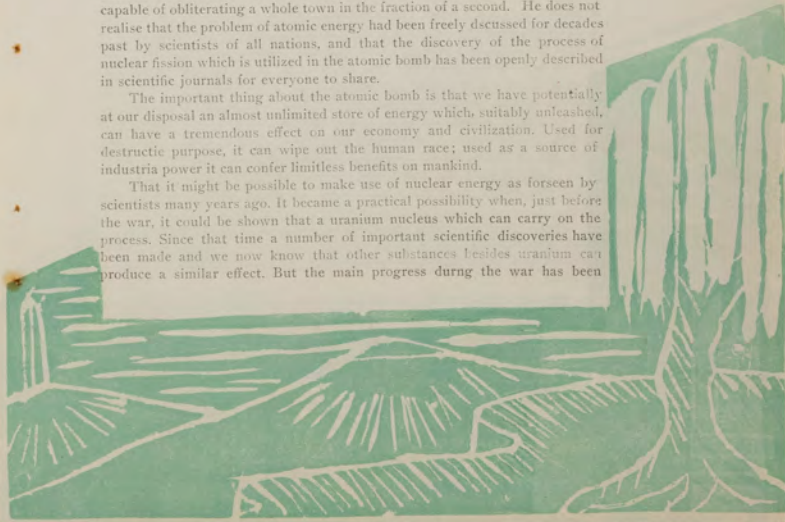 capable of obliterating a whole town in the fraction of a second. He does not
realise that the problem of atomic energy had been freely dscussed for decades
past by scientists of all nations, and that the discovery of the process of
nuclear fission which is utilized in the atomic bomb has been openly described
in scientific journals for everyone to share.
The important thing about the atomic bomb is that we have potentially
at our disposal an almost unlimited store of energy which, suitably unleashed,
can have a tremendous effect on our economy and civilization. Used for
destructic purpose, it can wipe out the human race; used as a source of
industria power it can confer limitless benefits on mankind.
That it might be possible to make use of nuclear energy as forseen by
scientists many years ago. It became a practical possibility when, just before
the war, it could be shown that a uranium nucleus which can carry on the
process. Since that time a number of important scientific discoveries have
been made and we now know that other substances besides uranium can
produce a similar effect. But the main progress durng the war has been